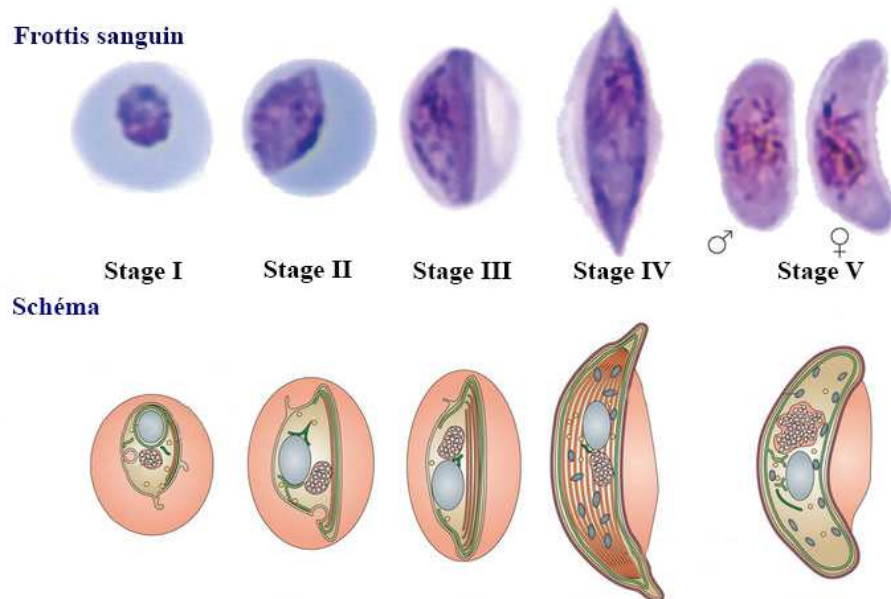 Frottis sanguin
♂ ♀
Stage I Stage II Stage III Stage IV Stage V
Schéma